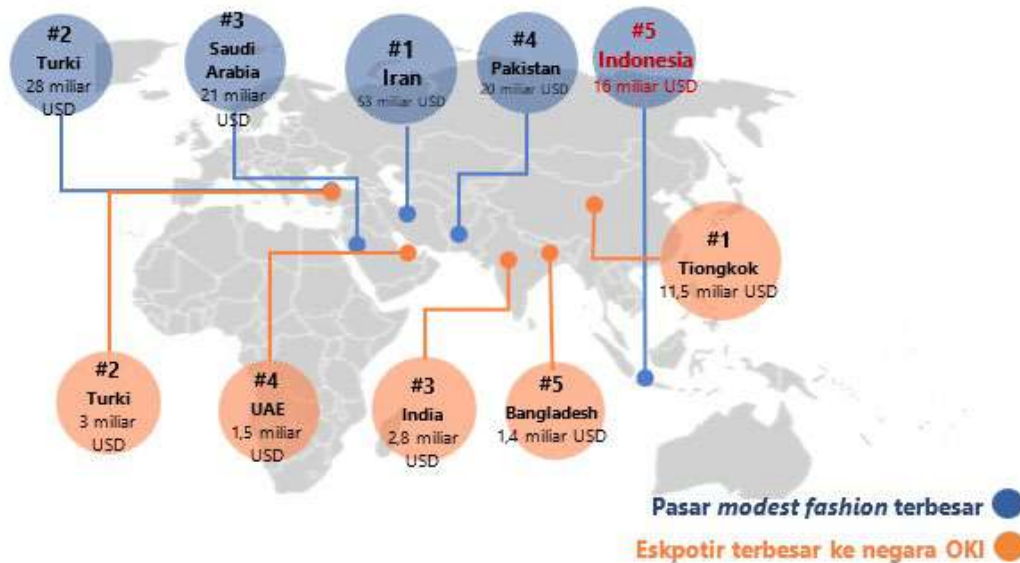 #2
Turki
28 miliar
USD
#3
Saudi
Arabia
21 miliar
USD
#1
Iran
53 miliar USD
#4
Pakistan
20 miliar USD
#5
Indonesia
16 miliar USD
#1
Tiongkok
11,5 miliar USD
#2
Turki
3 miliar
USD
#4
UAE
1,5 miliar
USD
#3
India
2,8 miliar
USD
#5
Bangladesh
1,4 miliar USD
Pasar modest fashion terbesar
Eskpotir terbesar ke negara OKI